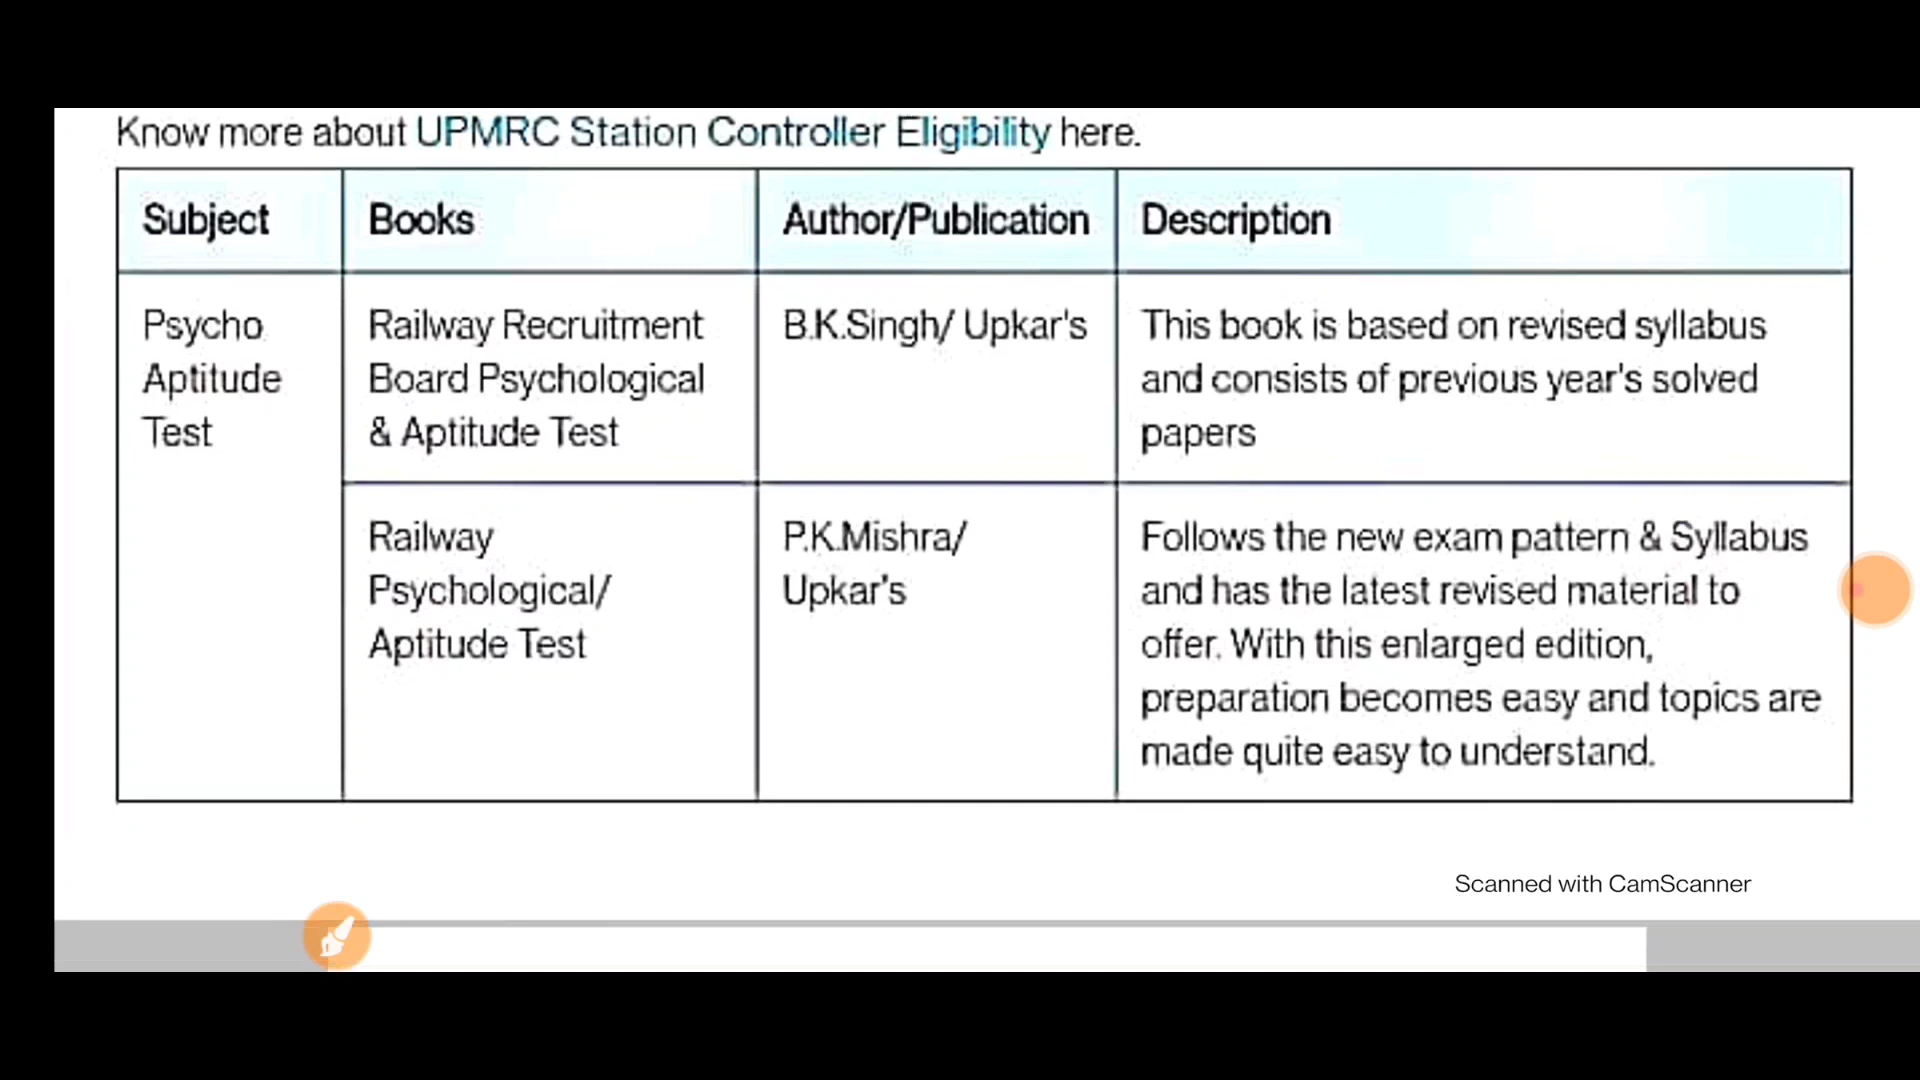 Know more about UPMRC Station Controller Eligibility here.
Subject Books Author/Publication Description
Psycho
Aptitude
Test
Railway Recruitment
Board Psychological
& Aptitude Test
B.K.Singh/ Upkar's
This book is based on revised syllabus
and consists of previous year's solved
papers
Railway
Psychological/
Aptitude Test
P.K.Mishra/
Upkar's
Follows the new exam pattern & Syllabus
and has the latest revised material to
offer. With this enlarged edition,
preparation becomes easy and topics are
made quite easy to understand.
Scanned with CamScanner